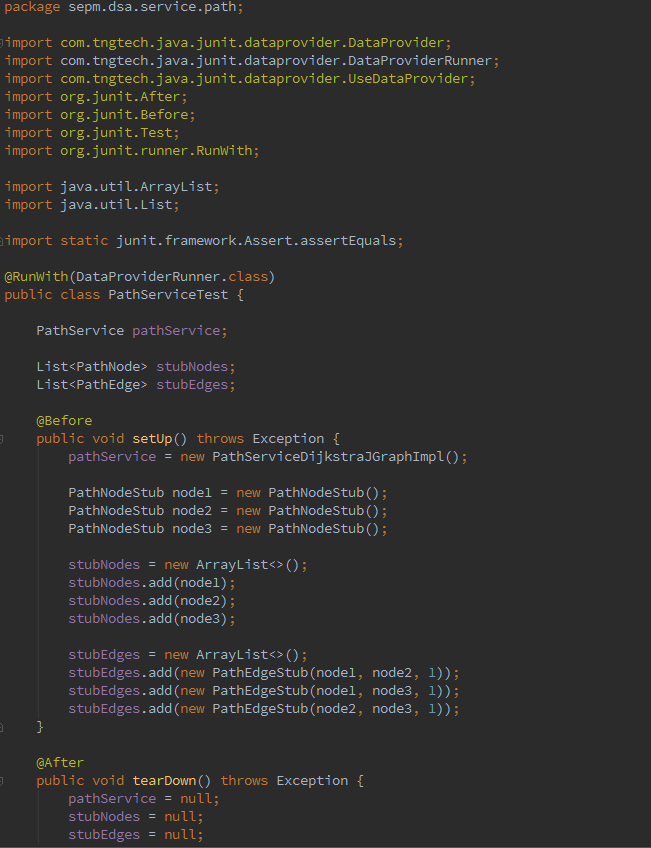 package sepm.dsa.service.path;
import com.tngtech.java.junit.dataprovider.DataProvider;
import com.tngtech.java.junit.dataprovider.DataProviderRunner;
import com.tngtech.java.junit.dataprovider.UseDataProvider;
import org.junit.After;
import org.junit.Before;
import org.junit.Test;
import org.junit.runner.RunWith;
import java.util.ArrayList;
import java.util.List;
import static junit.framework.Assert.assertEquals;
@RunWith(DataProviderRunner.class)
public class PathServiceTest {
PathService pathService;
List<PathNode> stubNodes;
List<PathEdge> stubEdges;
@Before
public void setUp() throws Exception {
pathService = new PathServiceDijkstraJGraphImpl();
PathNodeStub node1 = new PathNodeStub();
PathNodeStub node2 = new PathNodeStub();
PathNodeStub node3 = new PathNodeStub();
stubNodes = new ArrayList<>();
stubNodes.add(node1);
stubNodes.add(node2);
stubNodes.add(node3);
stubEdges = new ArrayList<>();
stubEdges.add(new PathEdgeStub(node1, node2, 1));
stubEdges.add(new PathEdgeStub(node1, node3, 1));
stubEdges.add(new PathEdgeStub(node2, node3, 1));
}
@After
public void tearDown() throws Exception {
pathService = null;
stubNodes = null;
stubEdges = null;